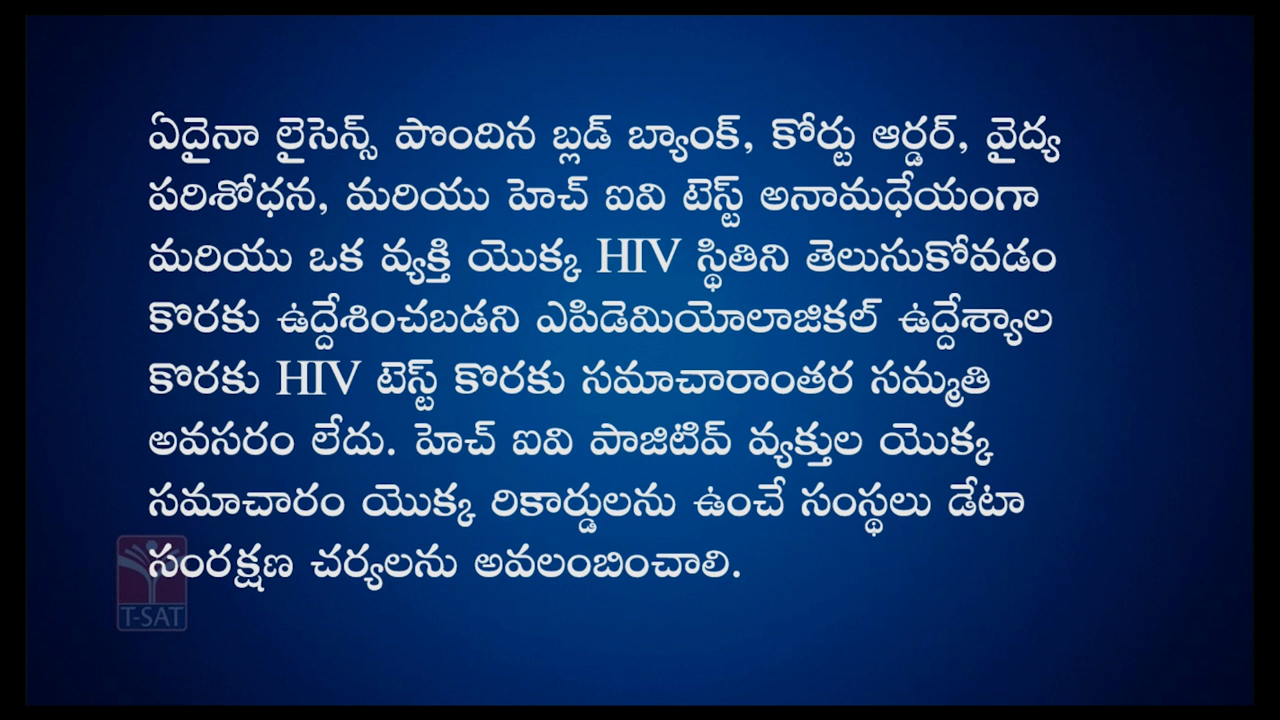 ఏదైనా లైసెన్స్ పొందిన బ్లడ్ బ్యాంక్, కోర్టు ఆర్డర్, వైద్య
పరిశోధన, మరియు హెచ్ ఐవి టెస్ట్ అనామధేయంగా
మరియు ఒక వ్యక్తి యొక్క HIV స్థితిని తెలుసుకోవడం
కొరకు ఉద్దేశించబడని ఎపిడెమియోలాజికల్ ఉద్దేశ్యాల
కొరకు HIV టెస్ట్ కొరకు సమాచారాంతర సమ్మతి
అవసరం లేదు. హెచ్ ఐవి పాజిటివ్ వ్యక్తుల యొక్క
సమాచారం యొక్క రికార్డులను ఉంచే సంస్థలు డేటా
సంరక్షణ చర్యలను అవలంబించాలి.
T-SAT